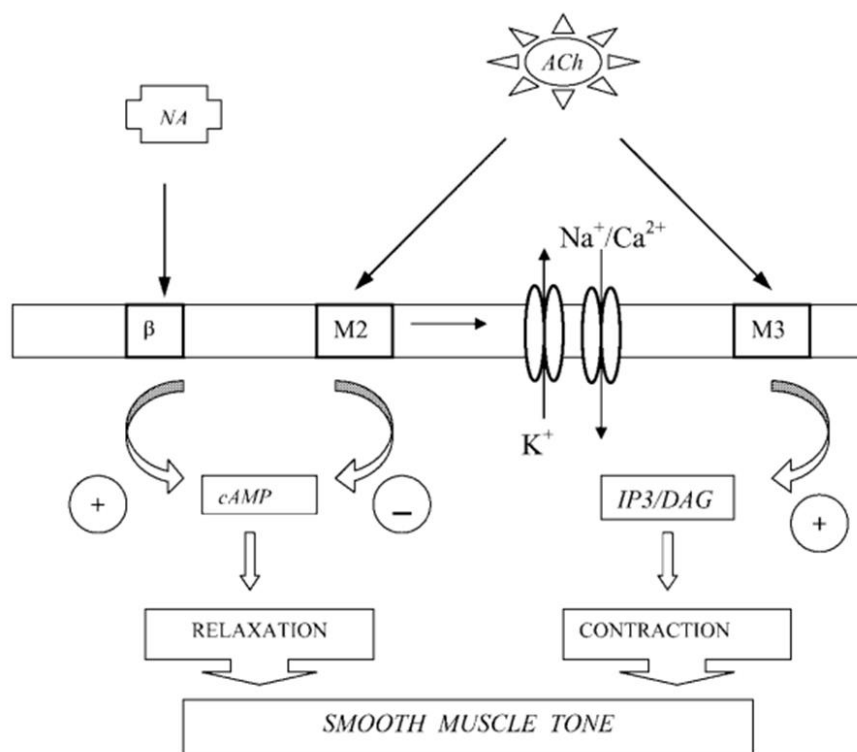 ACh
NA
Na⁺/Ca²⁺
β
M2
M3
K⁺
+
cAMP
–
IP3/DAG
+
RELAXATION
CONTRACTION
SMOOTH MUSCLE TONE